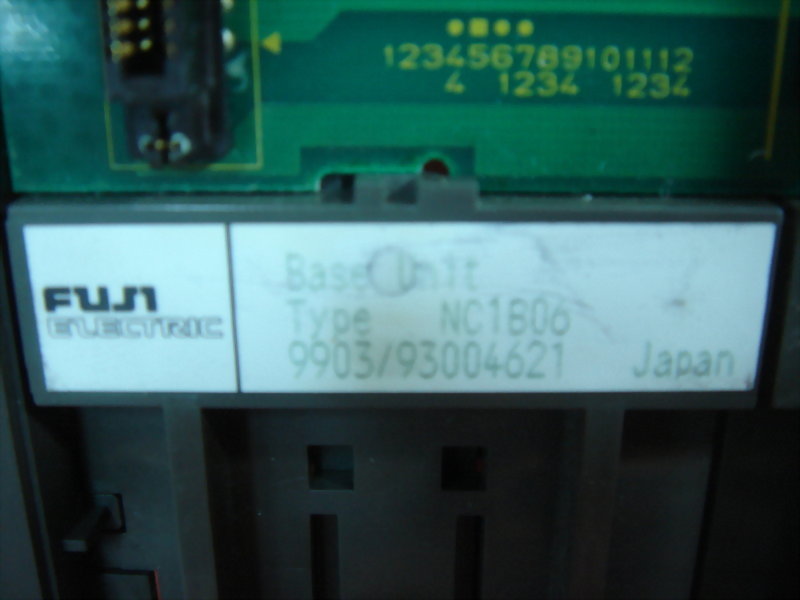 123456789101112
4 1234 1234
FUJI
ELECTRIC
Base Unit
Type NC1B06
9903/93004621 Japan